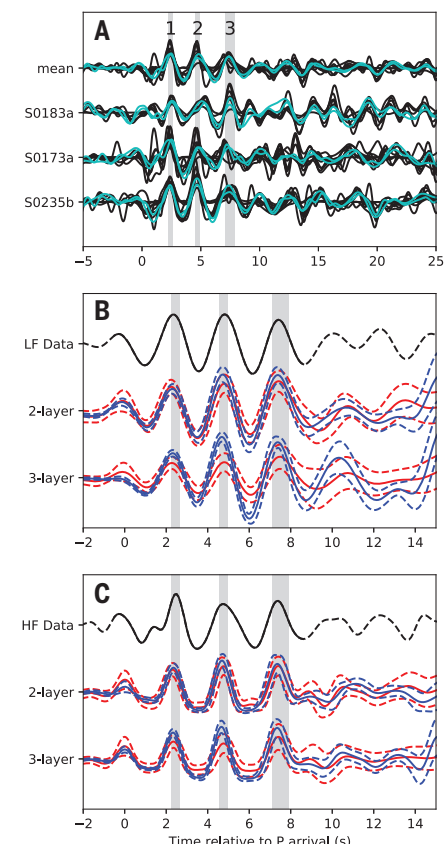 A
1 2 3
mean
S0183a
S0173a
S0235b
−5 0 5 10 15 20 25
B
LF Data
2-layer
3-layer
−2 0 2 4 6 8 10 12 14
C
HF Data
2-layer
3-layer
−2 0 2 4 6 8 10 12 14
Time relative to P arrival (s)